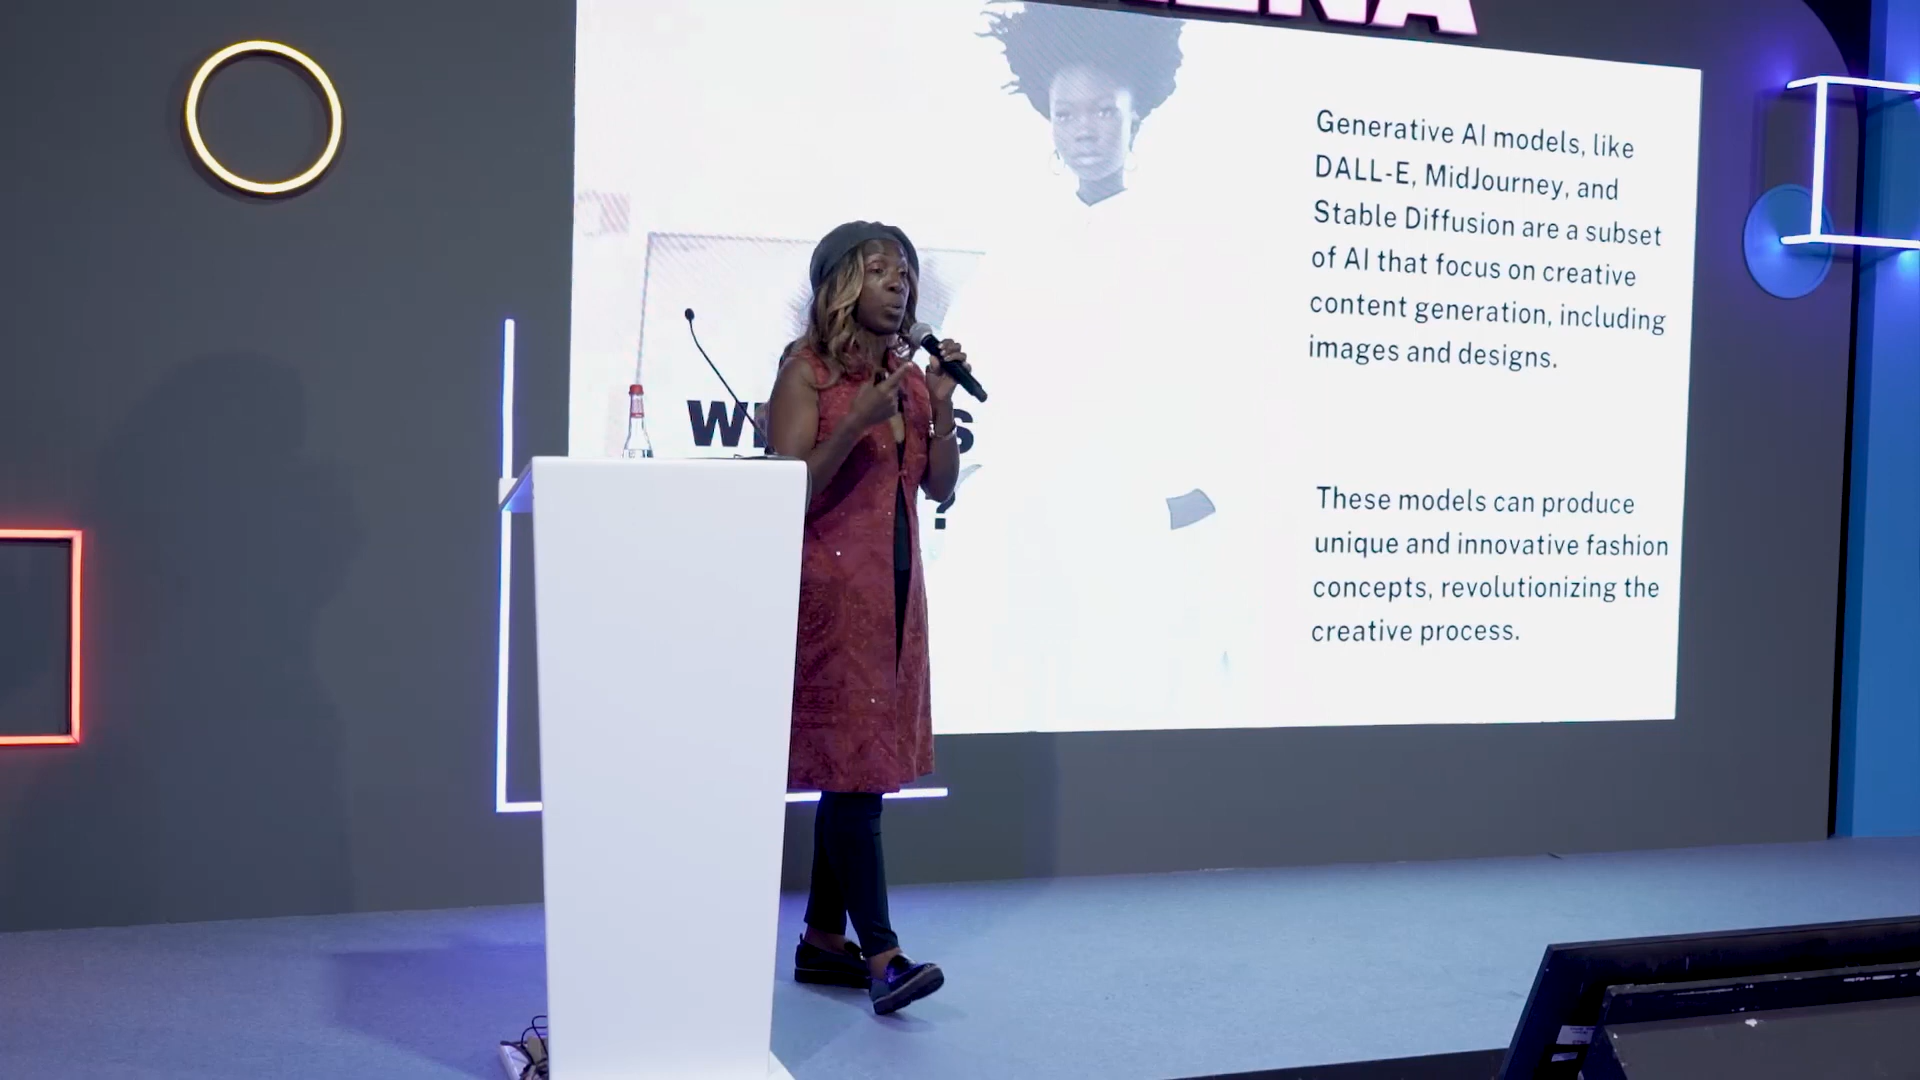 Generative AI models, like
DALL-E, MidJourney, and
Stable Diffusion are a subset
of AI that focus on creative
content generation, including
images and designs.
These models can produce
unique and innovative fashion
concepts, revolutionizing the
creative process.
?